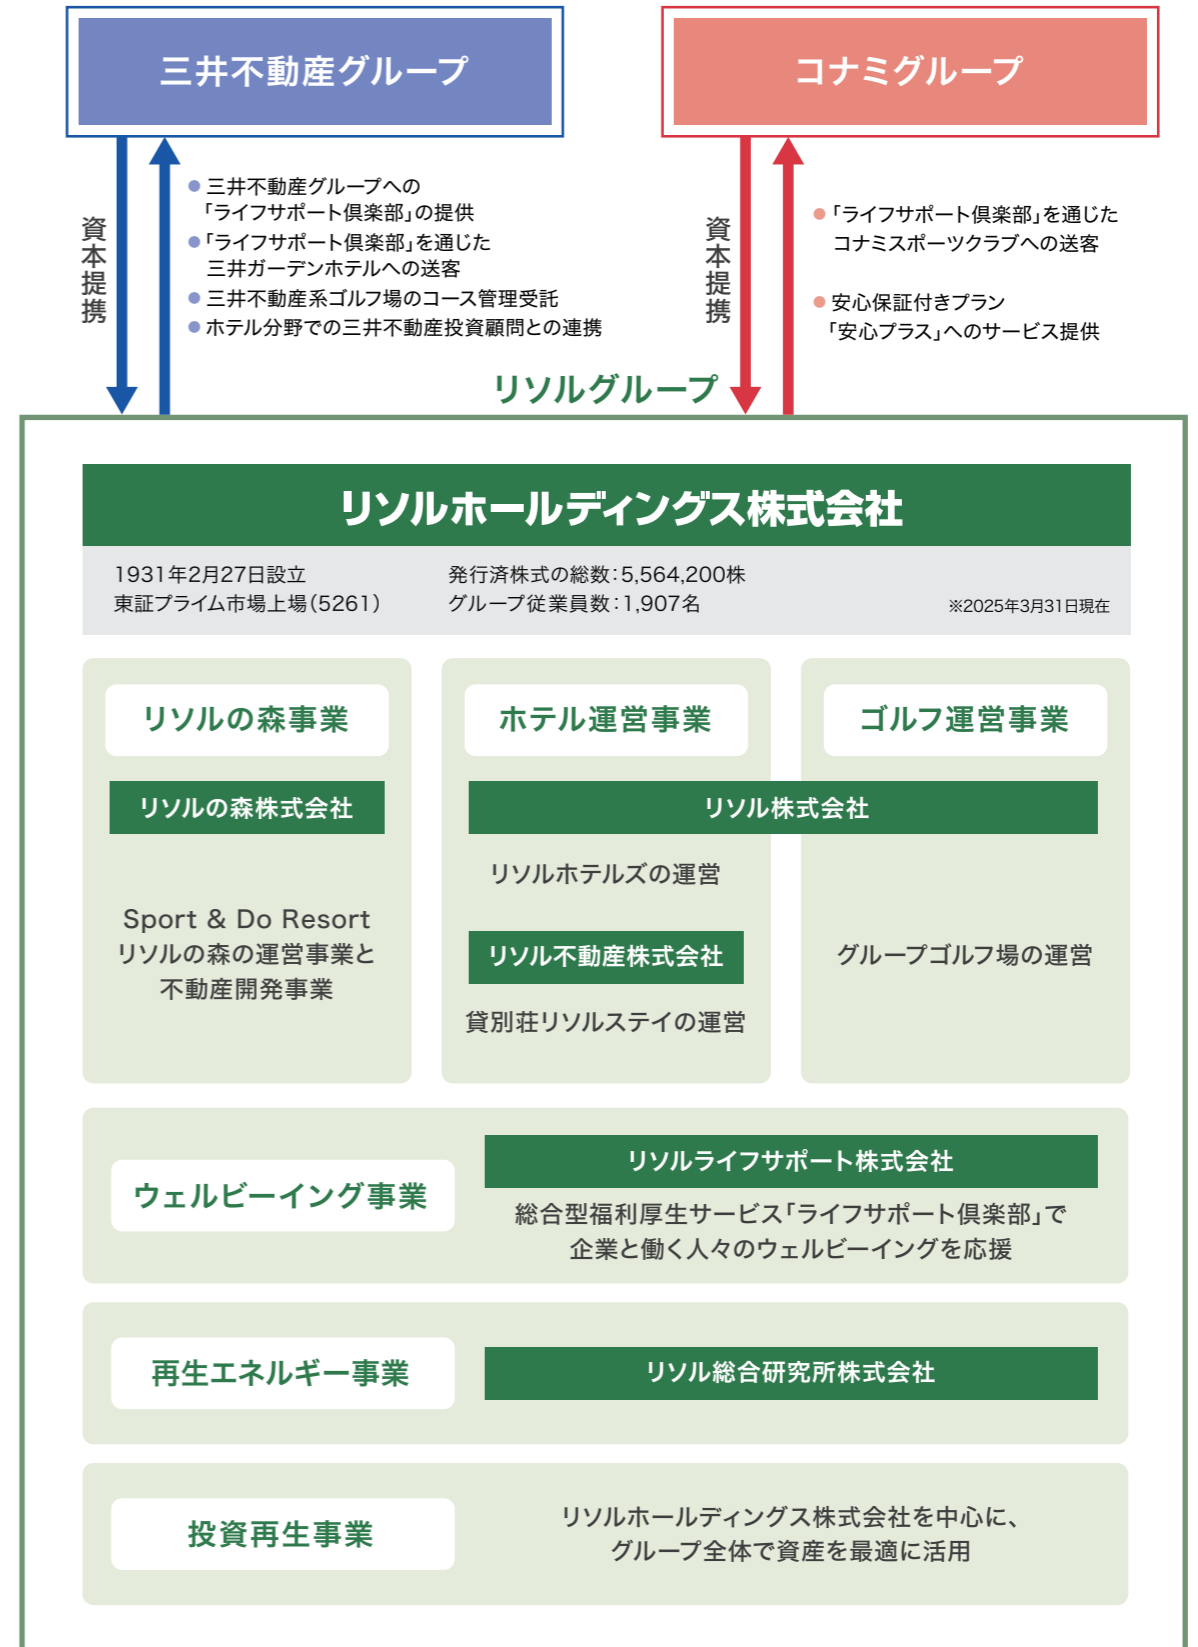 三井不動産グループ
コナミグループ
資本提携
●三井不動産グループへの
「ライフサポート倶楽部」の提供
●「ライフサポート倶楽部」を通じた
三井ガーデンホテルへの送客
●三井不動産系ゴルフ場のコース管理受託
●ホテル分野での三井不動産投資顧問との連携
資本提携
●「ライフサポート倶楽部」を通じた
コナミスポーツクラブへの送客
●安心保証付きプラン
「安心プラス」へのサービス提供
リソルグループ
リソルホールディングス株式会社
1931年2月27日設立
東証プライム市場上場（5261）
発行済株式の総数：5,564,200株
グループ従業員数：1,907名
※2025年3月31日現在
リソルの森事業
リソルの森株式会社
Sport & Do Resort
リソルの森の運営事業と
不動産開発事業
ホテル運営事業
ゴルフ運営事業
リソル株式会社
リソルホテルズの運営
リソル不動産株式会社
貸別荘リソルステイの運営
グループゴルフ場の運営
ウェルビーイング事業
リソルライフサポート株式会社
総合型福利厚生サービス「ライフサポート倶楽部」で
企業と働く人々のウェルビーイングを応援
再生エネルギー事業
リソル総合研究所株式会社
投資再生事業
リソルホールディングス株式会社を中心に、
グループ全体で資産を最適に活用